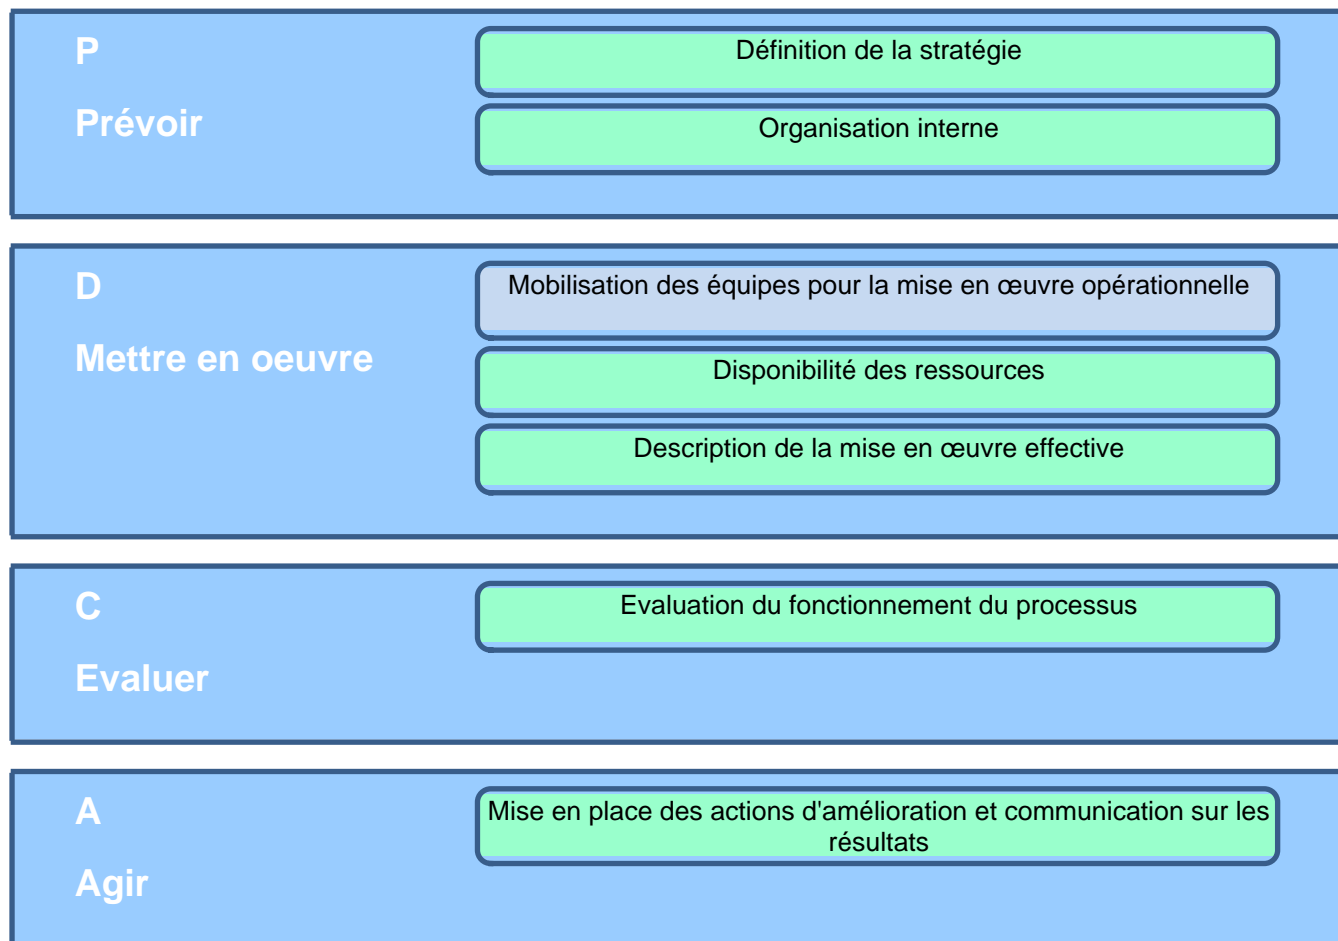 P
Prévoir
Définition de la stratégie
Organisation interne
D
Mettre en oeuvre
Mobilisation des équipes pour la mise en œuvre opérationnelle
Disponibilité des ressources
Description de la mise en œuvre effective
C
Evaluer
Evaluation du fonctionnement du processus
A
Agir
Mise en place des actions d'amélioration et communication sur les
résultats